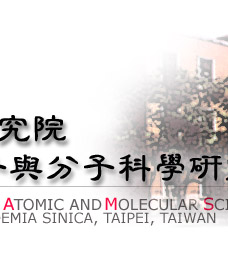 究院
與分子科學研
ATOMIC AND MOLECULAR
SINICA, TAIPEI, TAIWAN